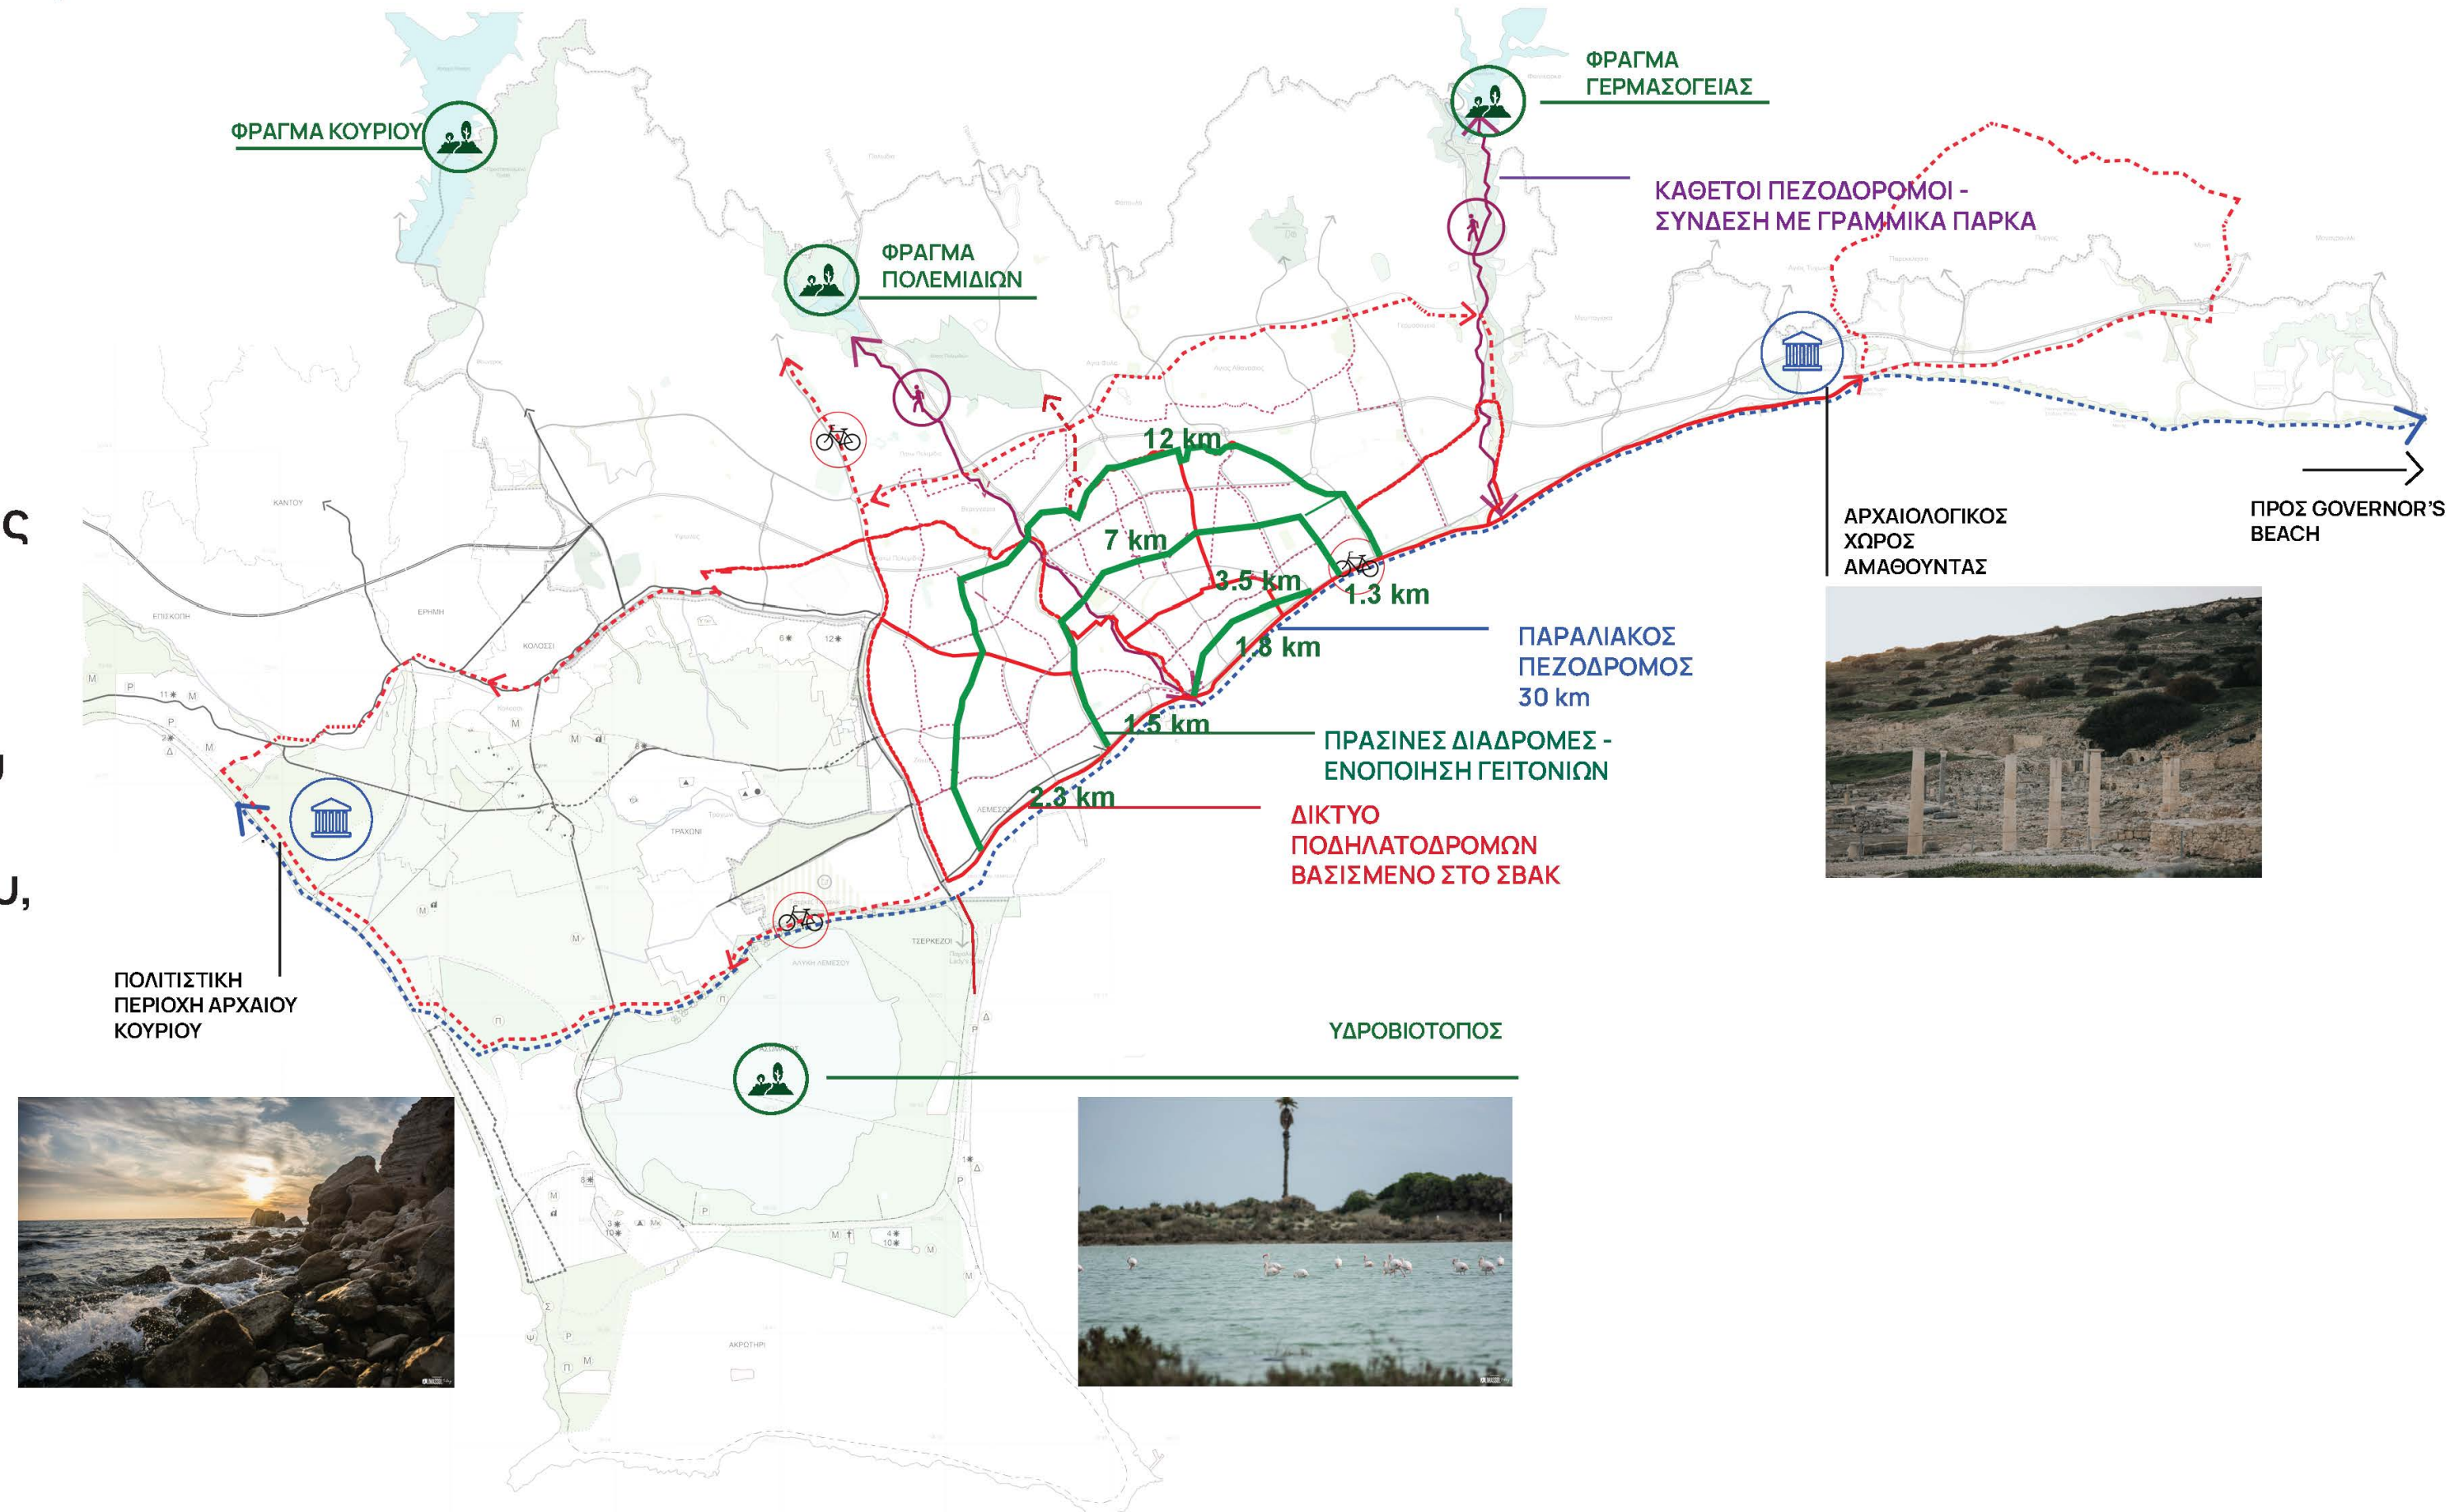 ΦΡΑΓΜΑ
ΓΕΡΜΑΣΟΓΕΙΑΣ
ΦΡΑΓΜΑ ΚΟΥΡΙΟΥ
ΚΑΘΕΤΟΙ ΠΕΖΟΔΟΡΟΜΟΙ -
ΣΥΝΔΕΣΗ ΜΕ ΓΡΑΜΜΙΚΑ ΠΑΡΚΑ
ΦΡΑΓΜΑ
ΠΟΛΕΜΙΔΙΩΝ
12 km
ΚΑΝΤΟΥ
ς
ΑΡΧΑΙΟΛΟΓΙΚΟΣ
ΧΩΡΟΣ
ΑΜΑΘΟΥΝΤΑΣ
ΠΡΟΣ GOVERNOR'S
BEACH
7 km
3.5 km
1.3 km
ΕΠΙΣΚΟΠΗ
ΕΡΗΜΗ
ΚΟΛΟΣΣΙ
1.8 km
ΠΑΡΑΛΙΑΚΟΣ
ΠΕΖΟΔΡΟΜΟΣ
30 km
1.5 km
ΠΡΑΣΙΝΕΣ ΔΙΑΔΡΟΜΕΣ -
ΕΝΟΠΟΙΗΣΗ ΓΕΙΤΟΝΙΩΝ
2.3 km
ΛΕΜΕΣΟΣ
ΔΙΚΤΥΟ
ΠΟΔΗΛΑΤΟΔΡΟΜΩΝ
ΒΑΣΙΣΜΕΝΟ ΣΤΟ ΣΒΑΚ
ΤΡΑΧΩΝΙ
υ,
ΤΣΕΡΚΕΖΟΙ
ΑΛΥΚΗ ΛΕΜΕΣΟΥ
ΠΟΛΙΤΙΣΤΙΚΗ
ΠΕΡΙΟΧΗ ΑΡΧΑΙΟΥ
ΚΟΥΡΙΟΥ
ΥΔΡΟΒΙΟΤΟΠΟΣ
ΑΚΡΩΤΗΡΙ